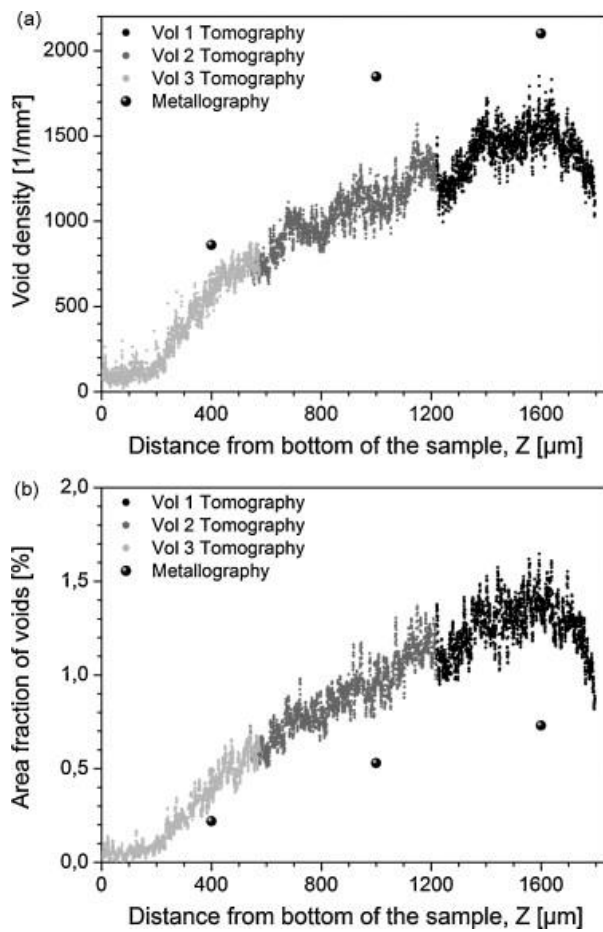 (a)
Vol 1 Tomography
Vol 2 Tomography
Vol 3 Tomography
Metallography
Void density [1/mm²]
2000
1500
1000
500
0
0 400 800 1200 1600
Distance from bottom of the sample, Z [µm]
(b)
Vol 1 Tomography
Vol 2 Tomography
Vol 3 Tomography
Metallography
Area fraction of voids [%]
2,0
1,5
1,0
0,5
0,0
0 400 800 1200 1600
Distance from bottom of the sample, Z [µm]